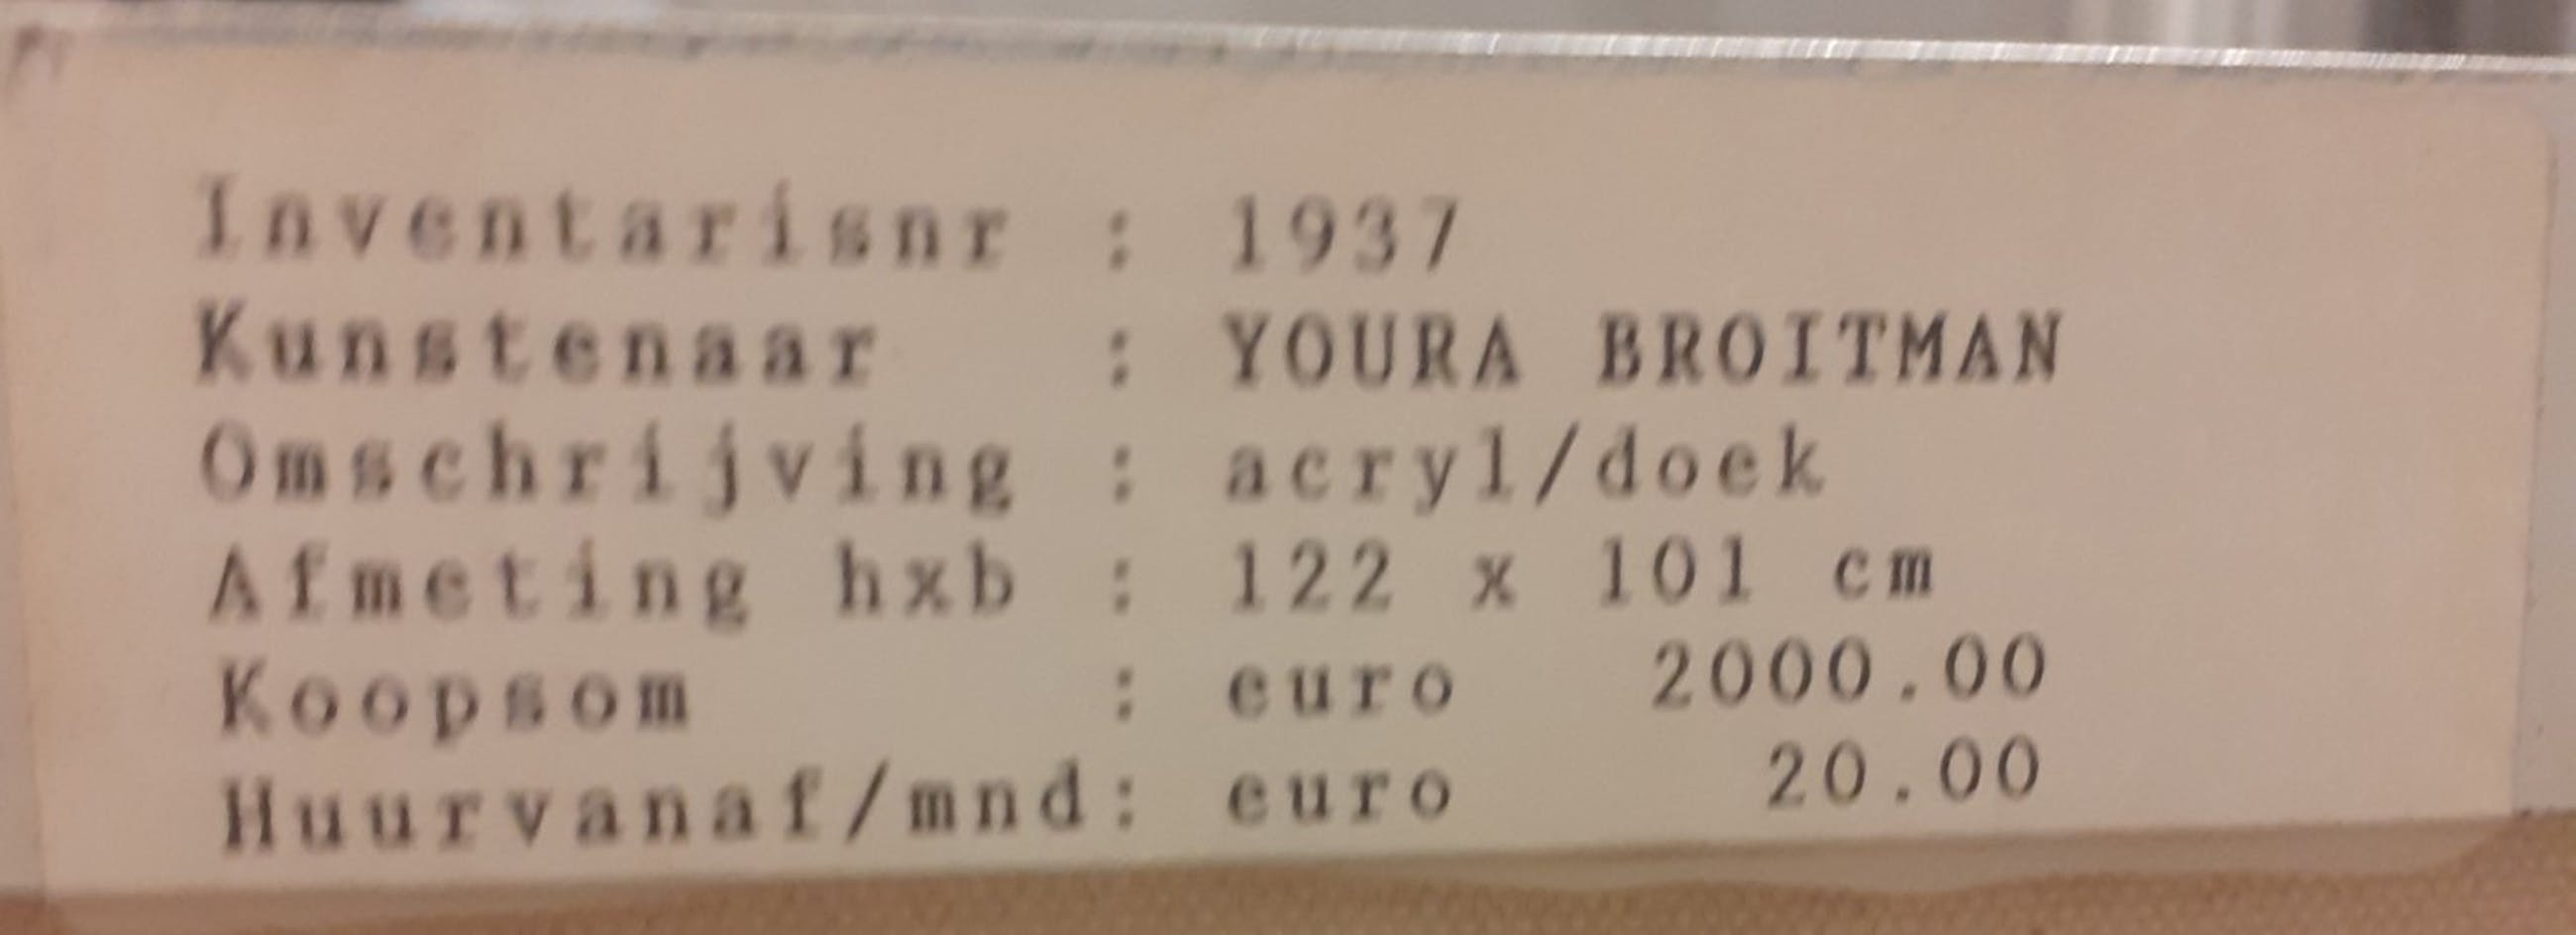 Inventarisnr : 1937
Kunstenaar : YOURA BROITMAN
Omschrijving : acryl/doek
Afmeting hxb : 122 x 101 cm
Koopsom : euro 2000.00
Huurvanaf/mnd: euro 20.00